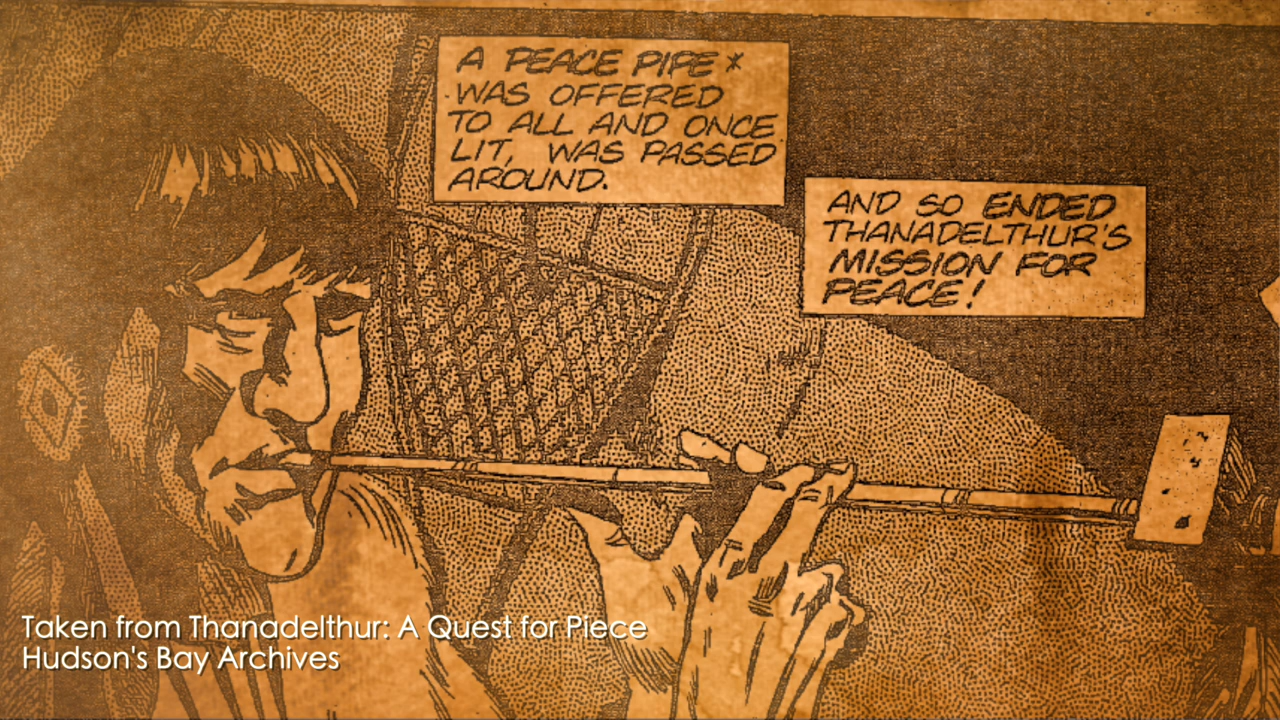 A PEACE PIPE *
WAS OFFERED
TO ALL AND ONCE
LIT, WAS PASSED
AROUND.
AND SO ENDED
THANADELTHUR'S
MISSION FOR
PEACE!
Taken from Thanadelthur: A Quest for Piece
Hudson's Bay Archives